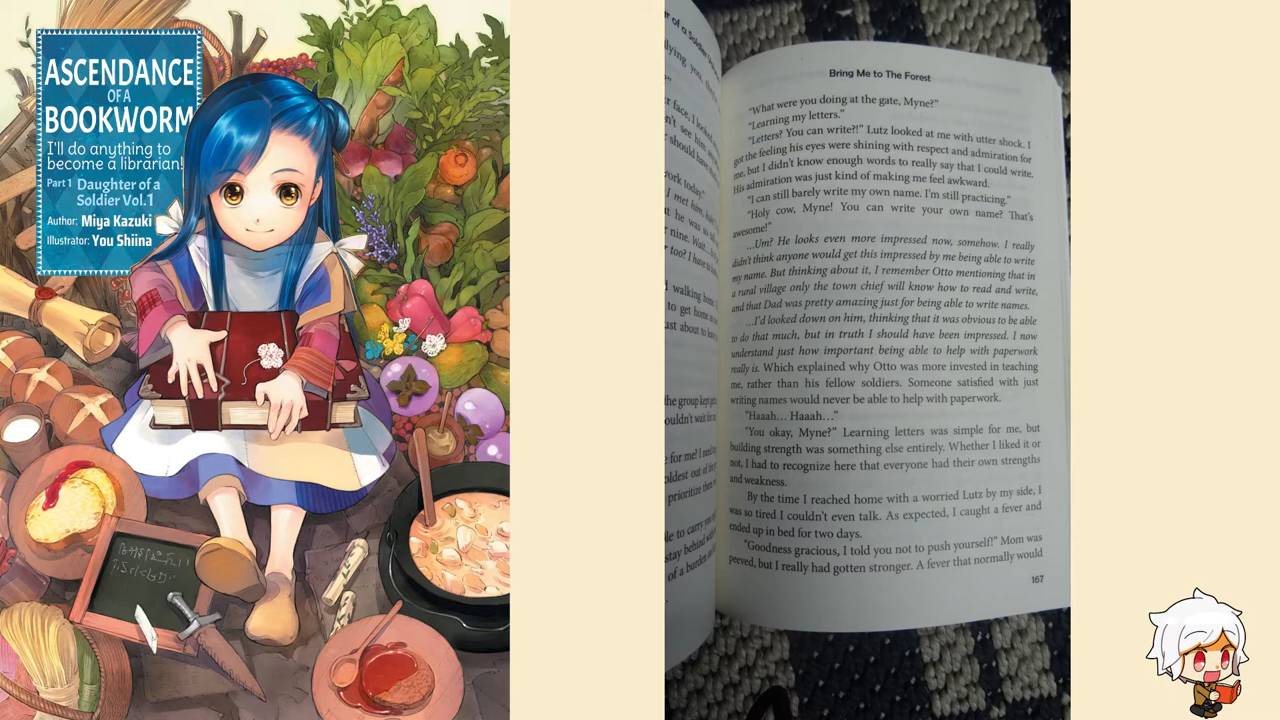 ASCENDANCE
OF A
BOOKWORM
I'll do anything to
become a librarian!
Part 1 Daughter of a
Soldier Vol.1
Author: Miya Kazuki
Illustrator: You Shiina
Bring Me to The Forest
"What were you doing at the gate, Myne?"
"Learning my letters."
"Letters? You can write?!" Lutz looked at me with utter shock. I
got the feeling his eyes were shining with respect and admiration for
me, but I didn't know enough words to really say that I could write.
His admiration was just kind of making me feel awkward.
"I can still barely write my own name. I'm still practicing."
"Holy cow, Myne! You can write your own name? That's
awesome!"
...Um? He looks even more impressed now, somehow. I really
didn't think anyone would get this impressed by me being able to write
my name. But thinking about it, I remember Otto mentioning that in
a rural village only the town chief will know how to read and write,
and that Dad was pretty amazing just for being able to write names.
...I'd looked down on him, thinking that it was obvious to be able
to do that much, but in truth I should have been impressed. I now
understand just how important being able to help with paperwork
really is. Which explained why Otto was more invested in teaching
me, rather than his fellow soldiers. Someone satisfied with just
writing names would never be able to help with paperwork.
"Haaah... Haaah..."
"You okay, Myne?" Learning letters was simple for me, but
building strength was something else entirely. Whether I liked it or
not, I had to recognize here that everyone had their own strengths
and weakness.
By the time I reached home with a worried Lutz by my side, I
was so tired I couldn't even talk. As expected, I caught a fever and
ended up in bed for two days.
"Goodness gracious, I told you not to push yourself!" Mom was
peeved, but I really had gotten stronger. A fever that normally would
167